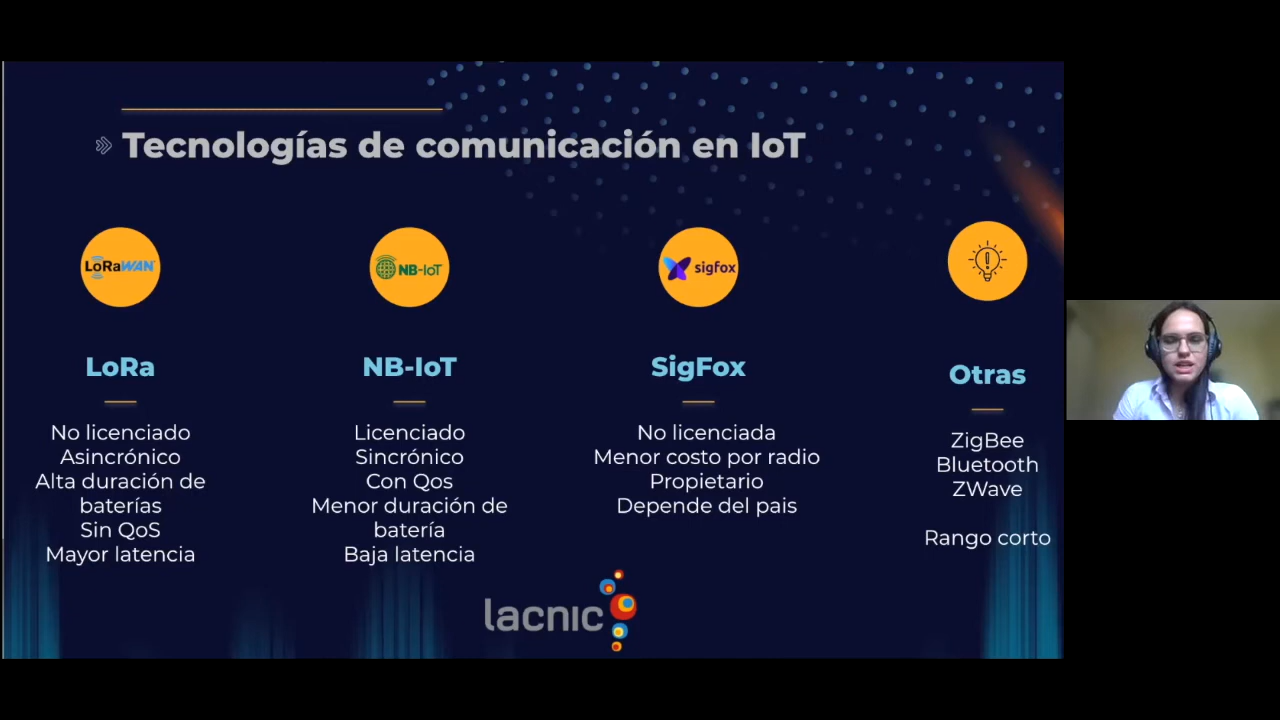 Tecnologías de comunicación en IoT
LoRaWAN
NB-IoT
sigfox
LoRa
No licenciado
Asincrónico
Alta duración de
baterías
Sin QoS
Mayor latencia
NB-IoT
Licenciado
Sincrónico
Con Qos
Menor duración de
batería
Baja latencia
SigFox
No licenciada
Menor costo por radio
Propietario
Depende del pais
Otras
ZigBee
Bluetooth
ZWave
Rango corto
lacnic